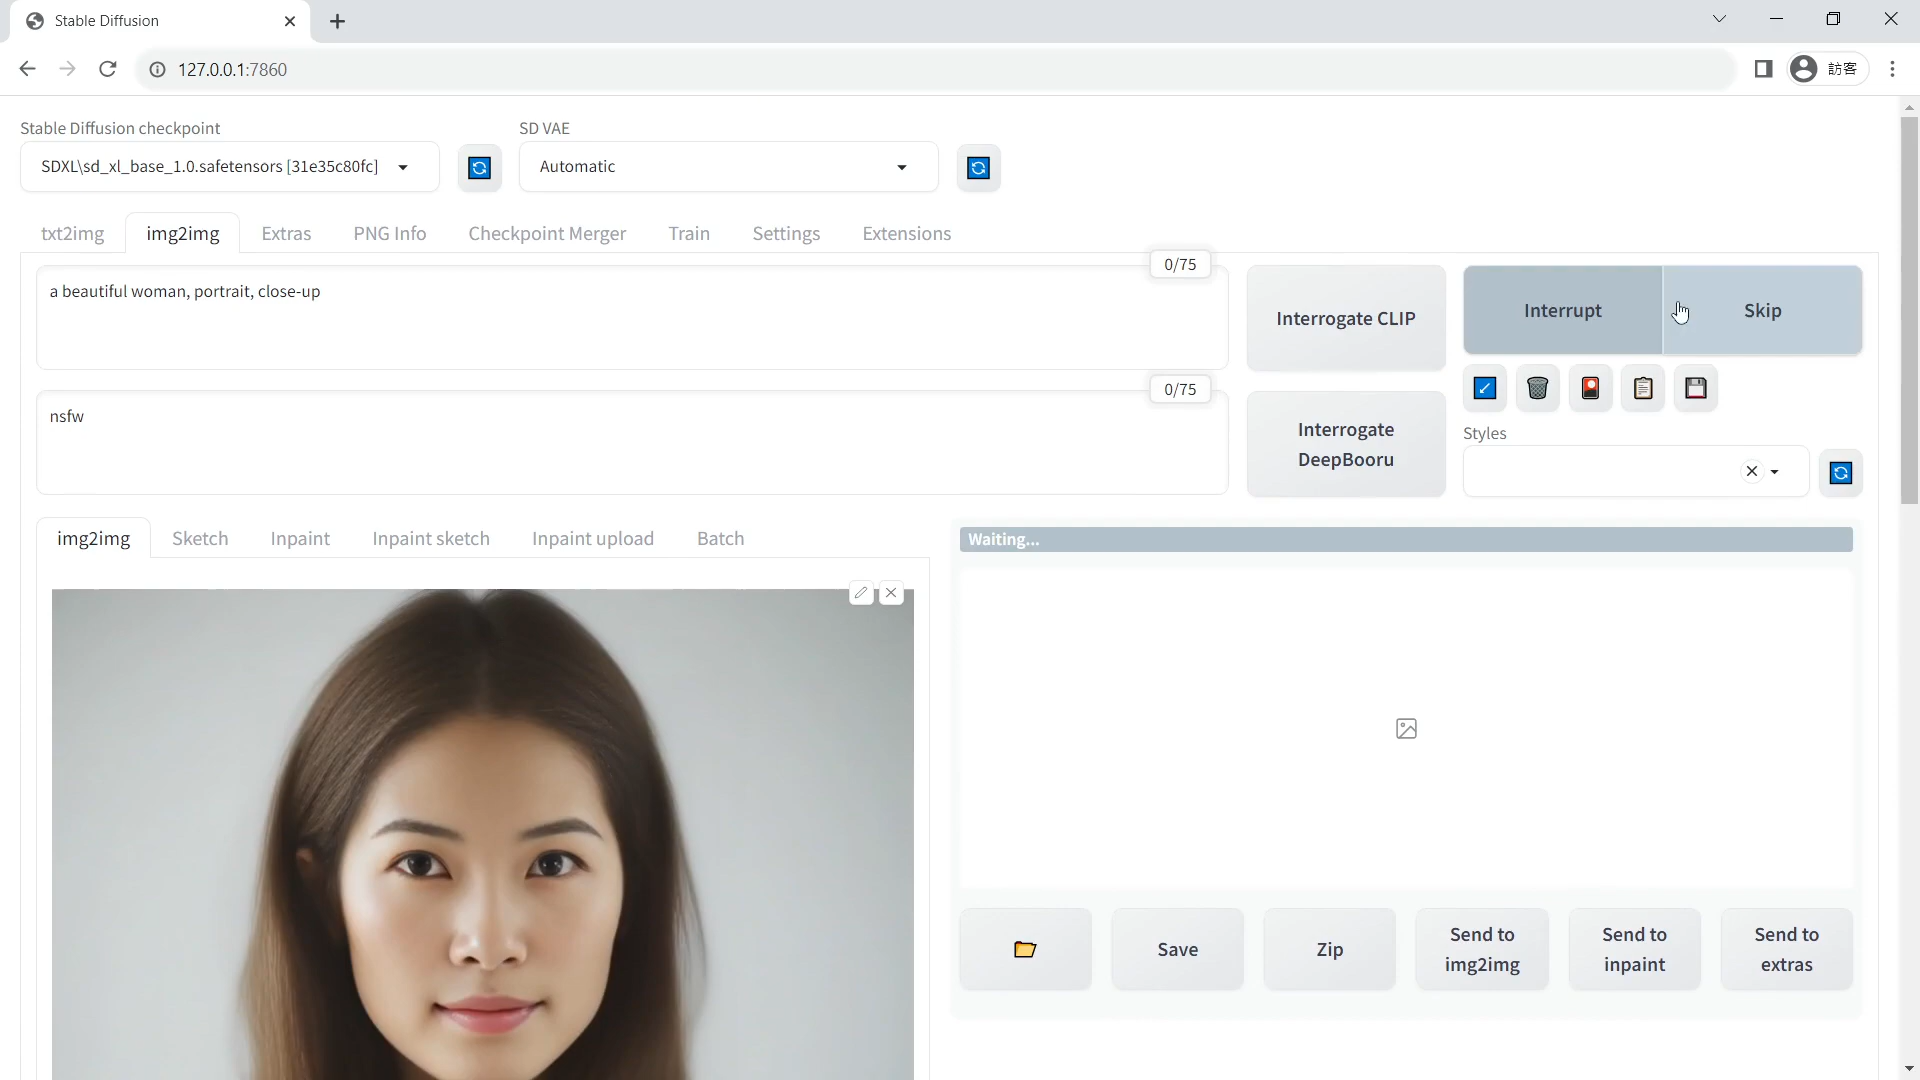 Stable Diffusion
127.0.0.1:7860
訪客
Stable Diffusion checkpoint
SD VAE
SDXL\sd_xl_base_1.0.safetensors [31e35c80fc]
Automatic
txt2img
img2img
Extras
PNG Info
Checkpoint Merger
Train
Settings
Extensions
0/75
a beautiful woman, portrait, close-up
Interrogate CLIP
Interrupt
Skip
0/75
nsfw
Interrogate
DeepBooru
Styles
img2img
Sketch
Inpaint
Inpaint sketch
Inpaint upload
Batch
Waiting...
Save
Zip
Send to
img2img
Send to
inpaint
Send to
extras